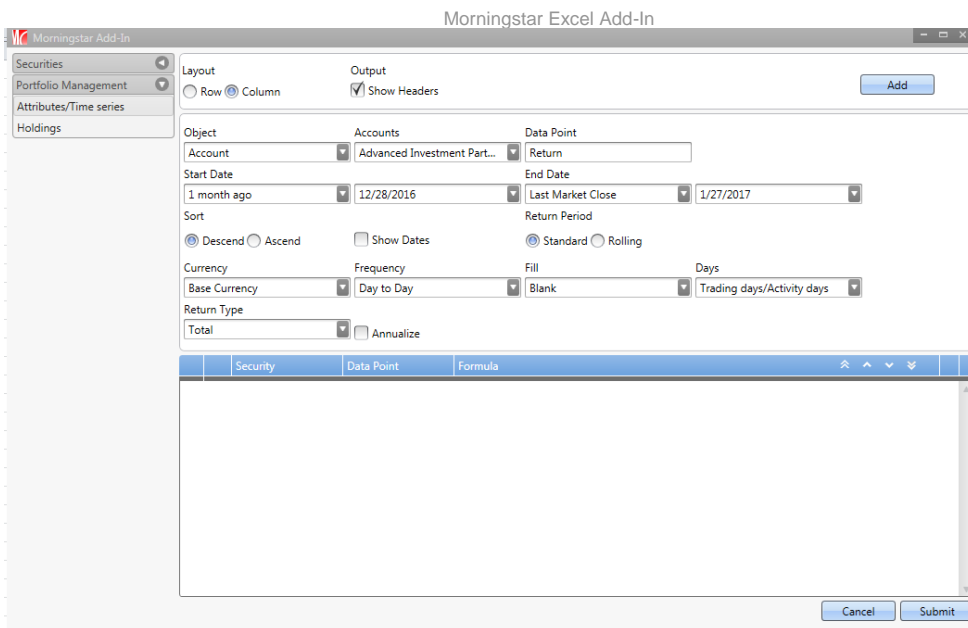 Morningstar Excel Add-In
Morningstar Add-In
Securities
Portfolio Management
Attributes/Time series
Holdings
Layout Output
Row Column Show Headers
Add
Object Accounts Data Point
Account Advanced Investment Part... Return
Start Date End Date
1 month ago 12/28/2016 Last Market Close 1/27/2017
Sort Return Period
Descend Ascend Show Dates Standard Rolling
Currency Frequency Fill Days
Base Currency Day to Day Blank Trading days/Activity days
Return Type
Total Annualize
Security Data Point Formula
Cancel Submit